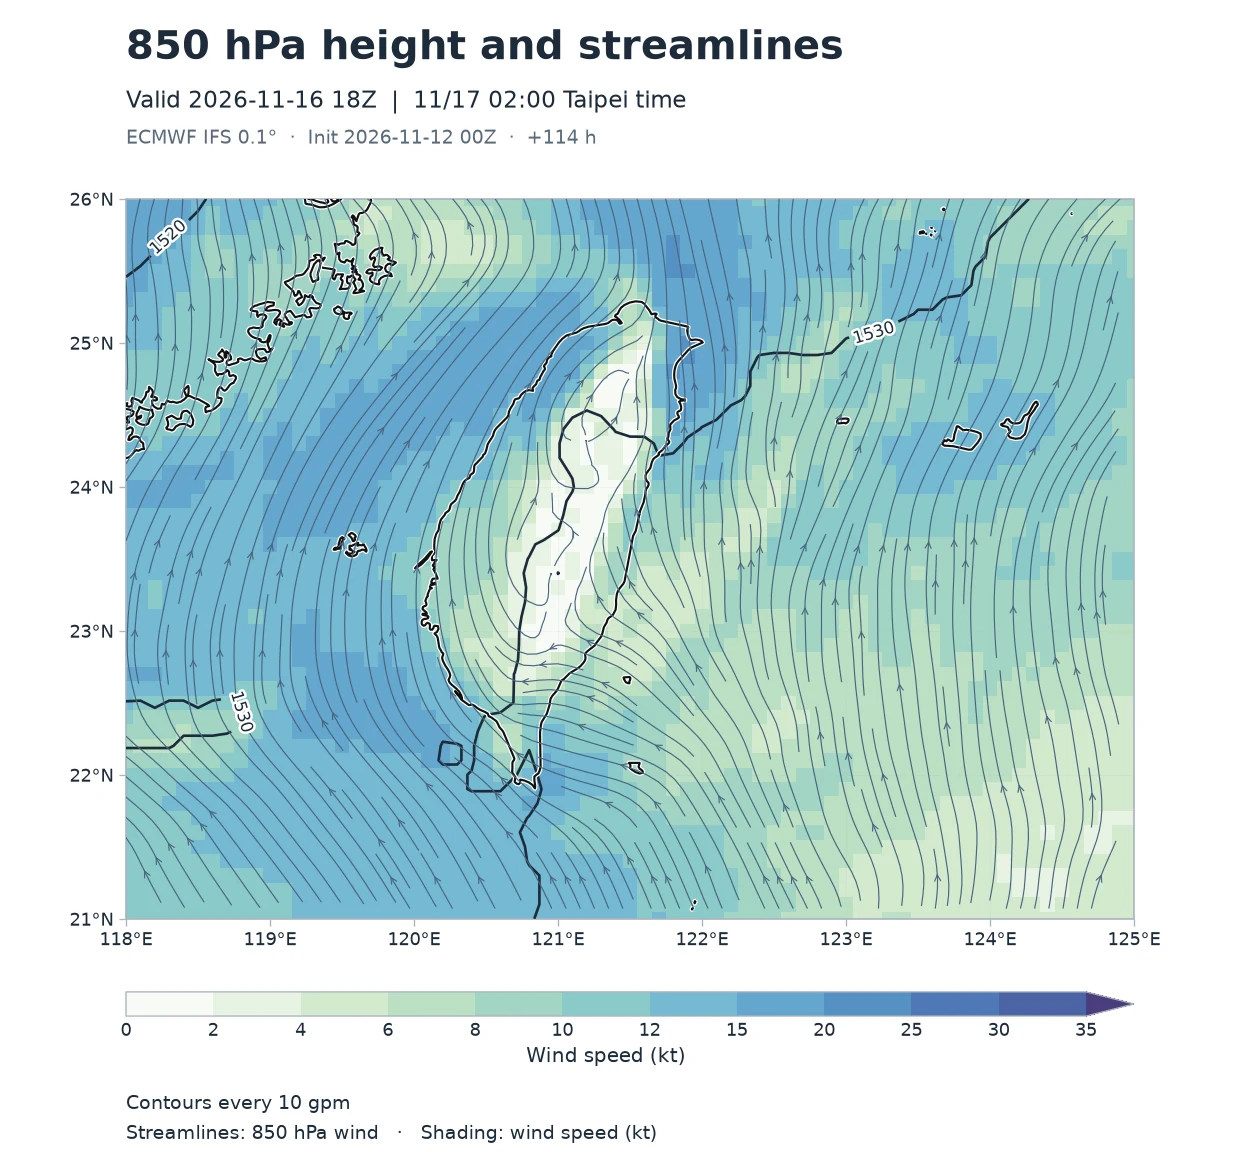 850 hPa height and streamlines
Valid 2026-11-16 18Z | 11/17 02:00 Taipei time
ECMWF IFS 0.1° · Init 2026-11-12 00Z · +114 h
26°N
1520
25°N
1530
24°N
23°N
1530
22°N
21°N
118°E 119°E 120°E 121°E 122°E 123°E 124°E 125°E
0 2 4 6 8 10 12 15 20 25 30 35
Wind speed (kt)
Contours every 10 gpm
Streamlines: 850 hPa wind · Shading: wind speed (kt)